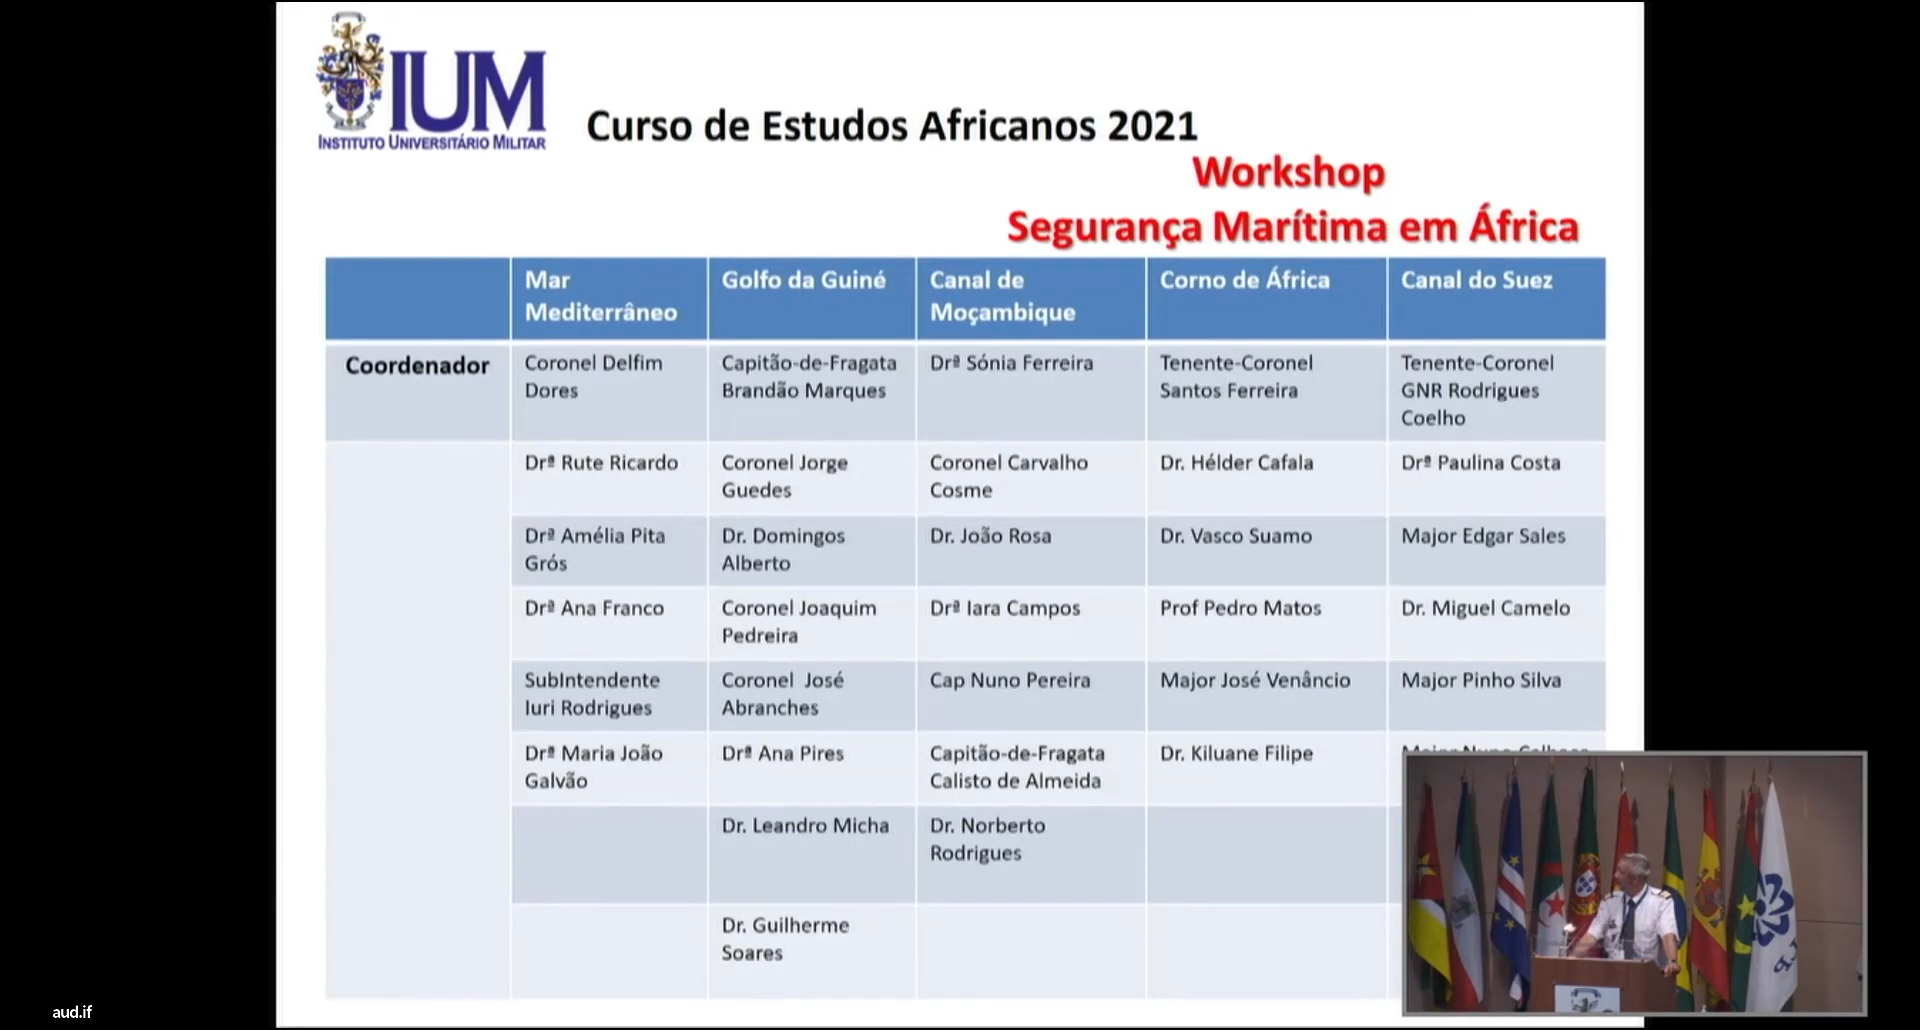 IUM
INSTITUTO UNIVERSITÁRIO MILITAR
Curso de Estudos Africanos 2021
Workshop
Segurança Marítima em África
Mar
Mediterrâneo
Golfo da Guiné
Canal de
Moçambique
Corno de África
Canal do Suez
Coordenador
Coronel Delfim
Dores
Capitão-de-Fragata
Brandão Marques
Drª Sónia Ferreira
Tenente-Coronel
Santos Ferreira
Tenente-Coronel
GNR Rodrigues
Coelho
Drª Rute Ricardo
Coronel Jorge
Guedes
Coronel Carvalho
Cosme
Dr. Hélder Cafala
Drª Paulina Costa
Drª Amélia Pita
Grós
Dr. Domingos
Alberto
Dr. João Rosa
Dr. Vasco Suamo
Major Edgar Sales
Drª Ana Franco
Coronel Joaquim
Pedreira
Drª Iara Campos
Prof Pedro Matos
Dr. Miguel Camelo
SubIntendente
Iuri Rodrigues
Coronel  José
Abranches
Cap Nuno Pereira
Major José Venâncio
Major Pinho Silva
Drª Maria João
Galvão
Drª Ana Pires
Capitão-de-Fragata
Calisto de Almeida
Dr. Kiluane Filipe
Dr. Leandro Micha
Dr. Norberto
Rodrigues
Dr. Guilherme
Soares
aud.if